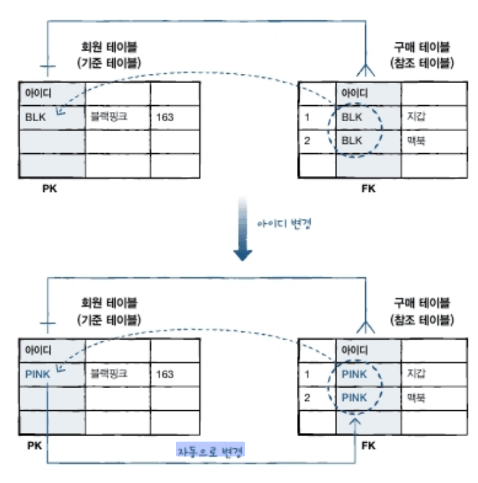 회원 테이블
(기준 테이블)
구매 테이블
(참조 테이블)
아이디
BLK 블랙핑크 163
PK
아이디
1 BLK 지갑
2 BLK 맥북
FK
아이디 변경
회원 테이블
(기준 테이블)
구매 테이블
(참조 테이블)
아이디
PINK 블랙핑크 163
PK
아이디
1 PINK 지갑
2 PINK 맥북
FK
자동으로 변경